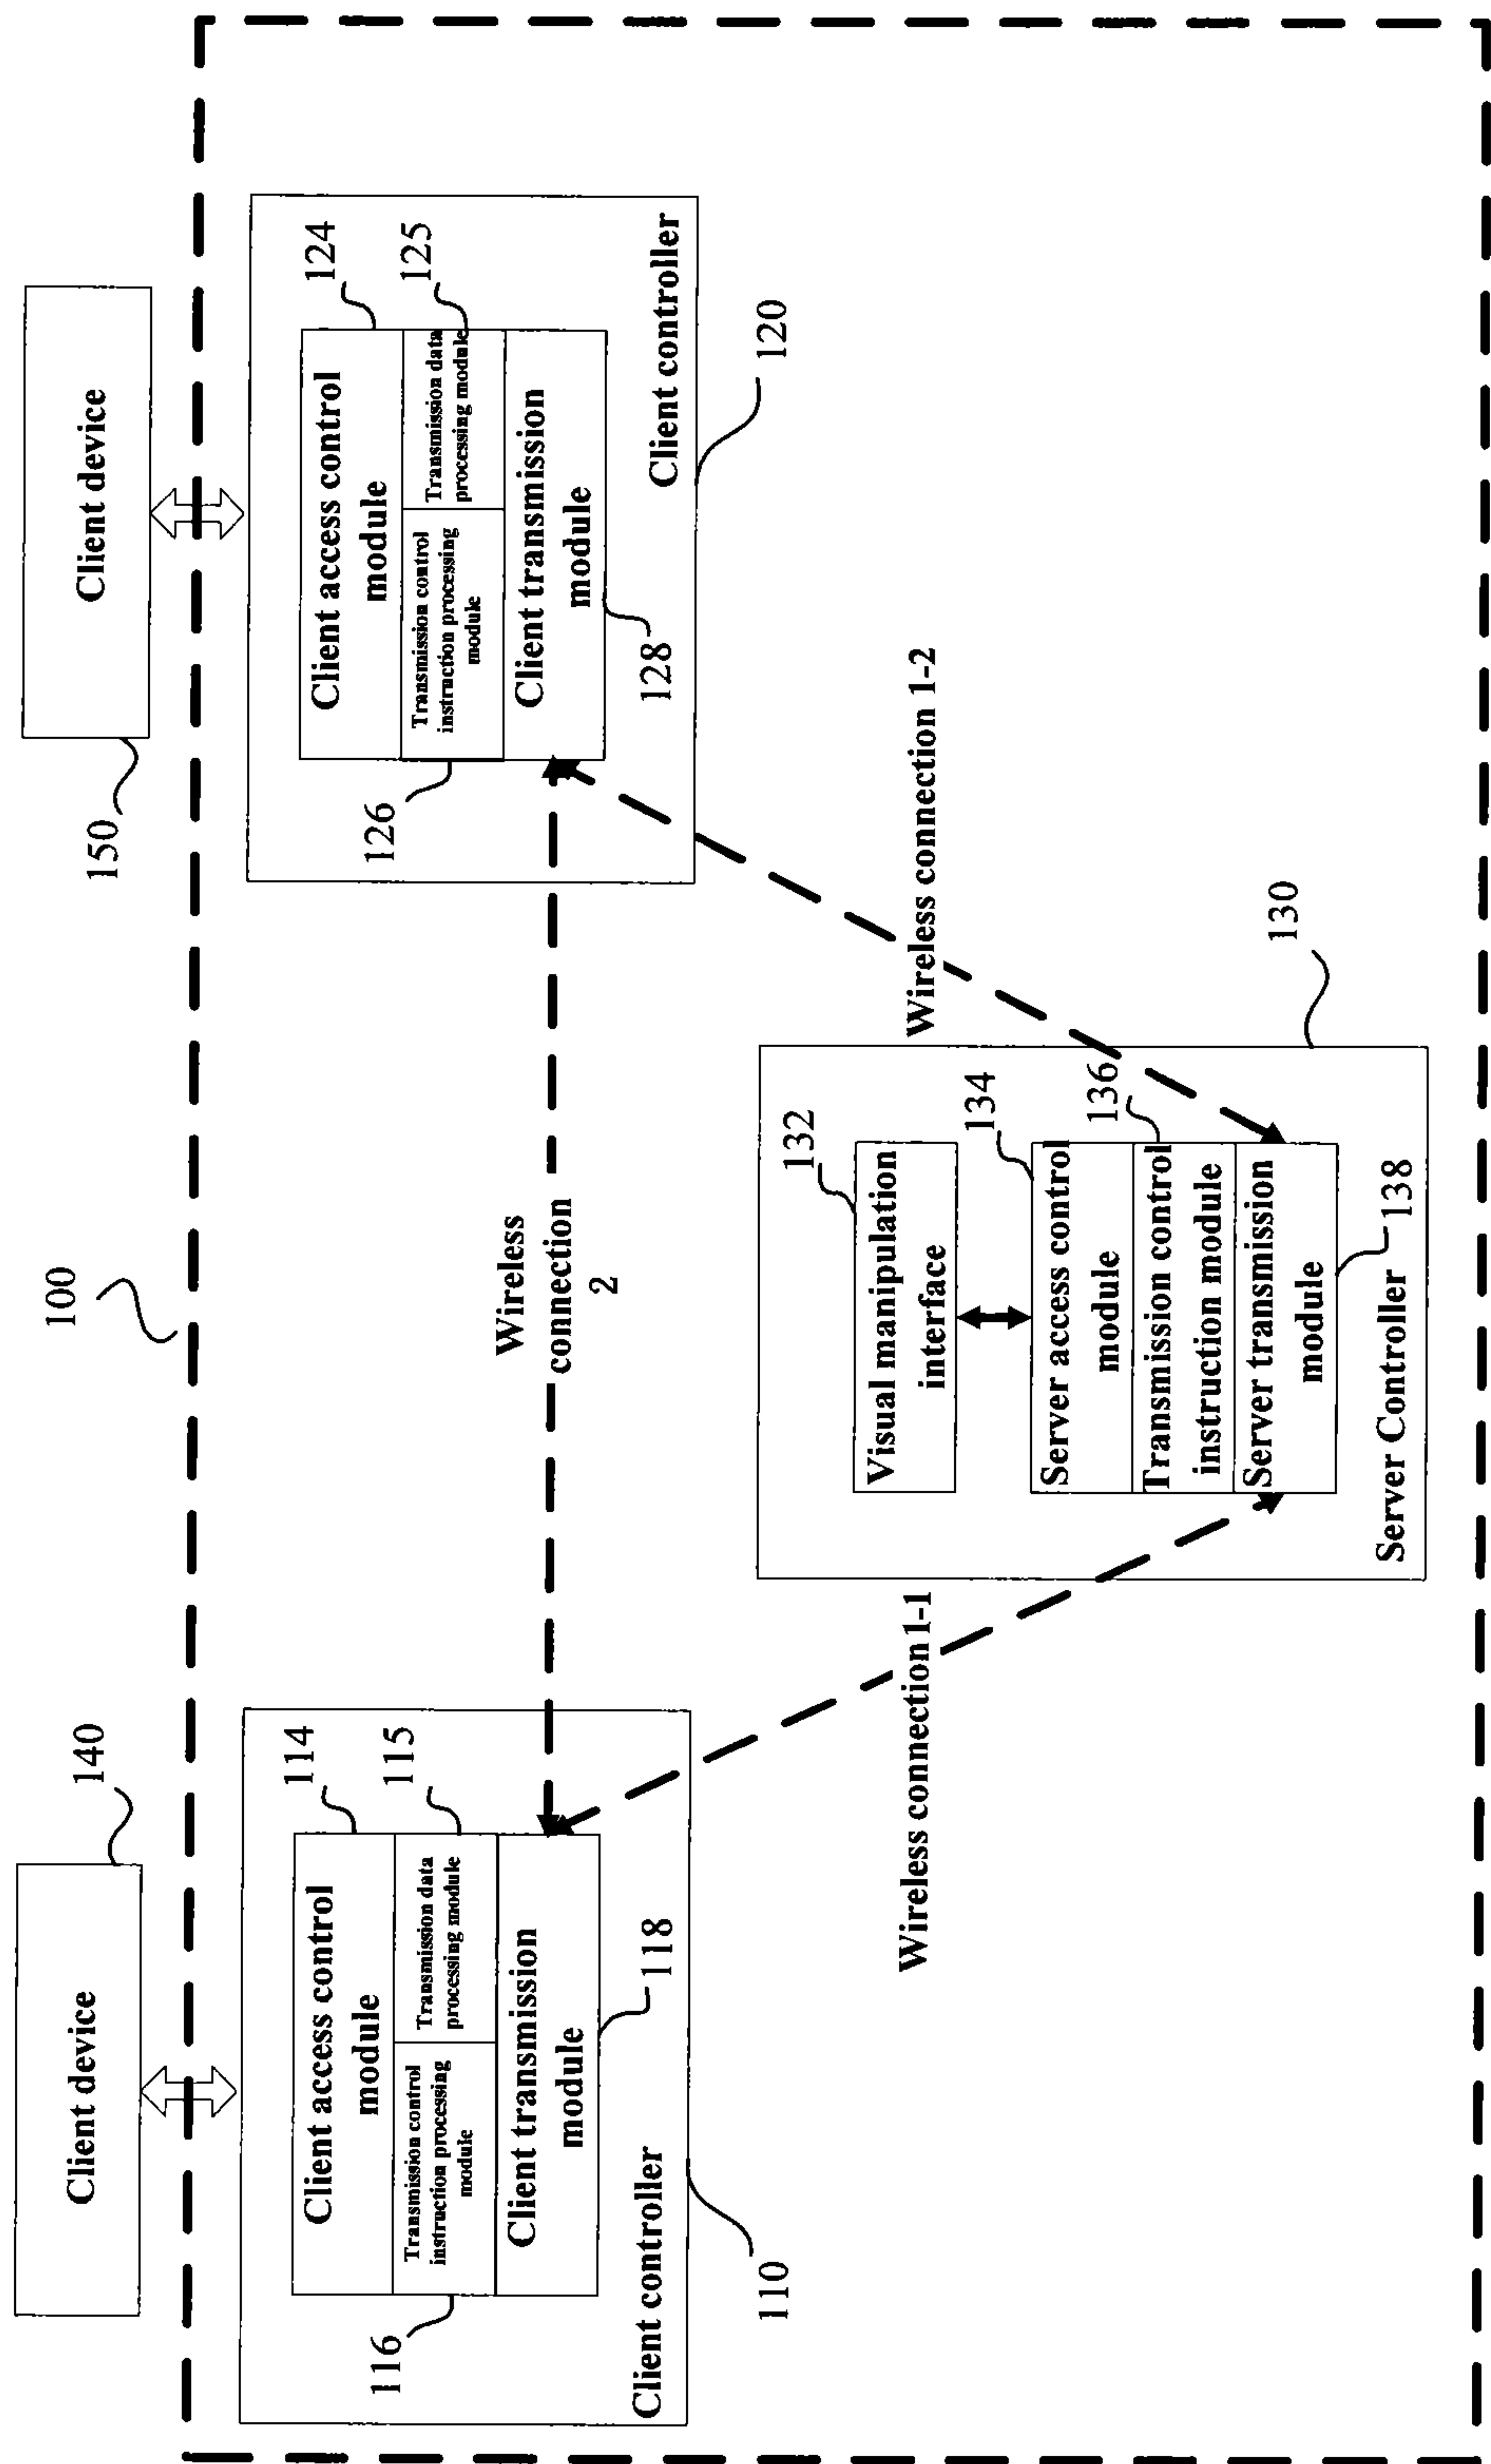 140
Client device
150
Client device
100
Client access control
module
114
Transmission control
instruction processing
module
Transmission data
processing module
115
116
Client transmission
module
118
Client controller
110
Client access control
module
124
Transmission control
instruction processing
module
Transmission data
processing module
125
126
Client transmission
module
128
Client controller
120
Wireless
connection
2
Wireless connection 1-1
Wireless connection 1-2
130
Visual manipulation
interface
132
Server access control
module
134
Transmission control
instruction module
136
Server transmission
module
138
Server Controller